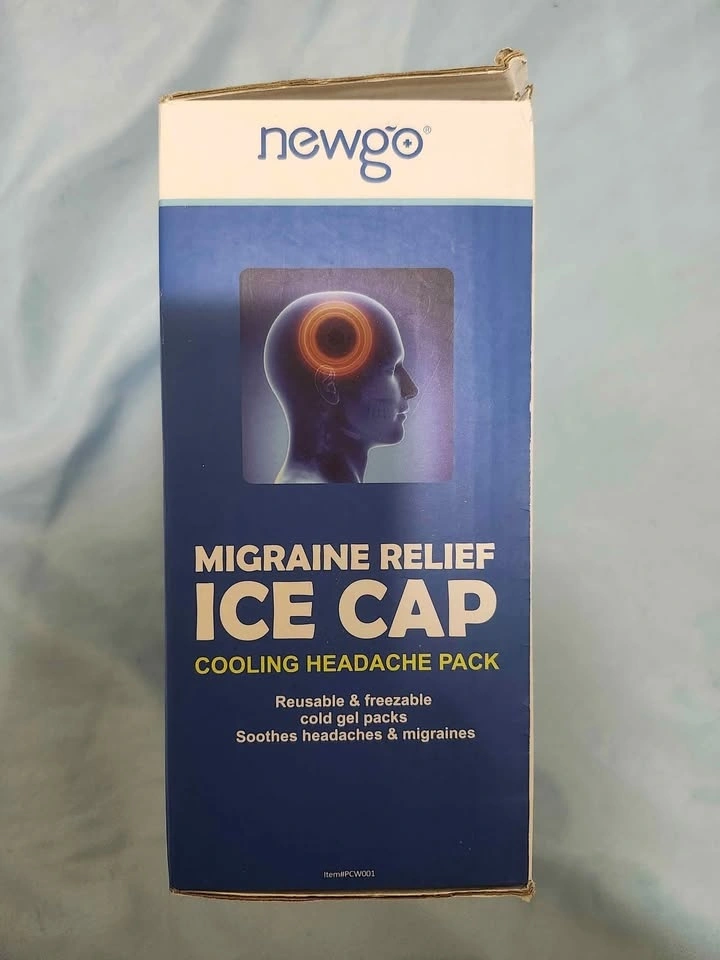 newgo®
MIGRAINE RELIEF
ICE CAP
COOLING HEADACHE PACK
Reusable & freezable
cold gel packs
Soothes headaches & migraines
Item#PCW001